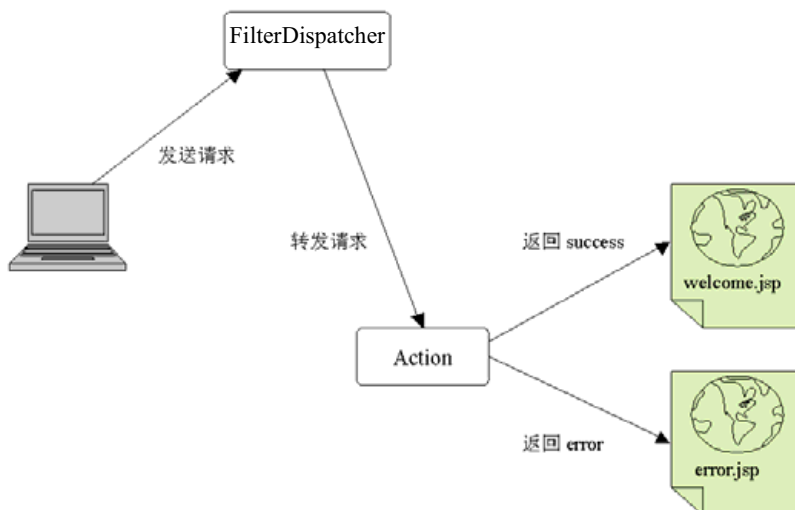 FilterDispatcher
发送请求
转发请求
返回 success
welcome.jsp
Action
返回 error
error.jsp